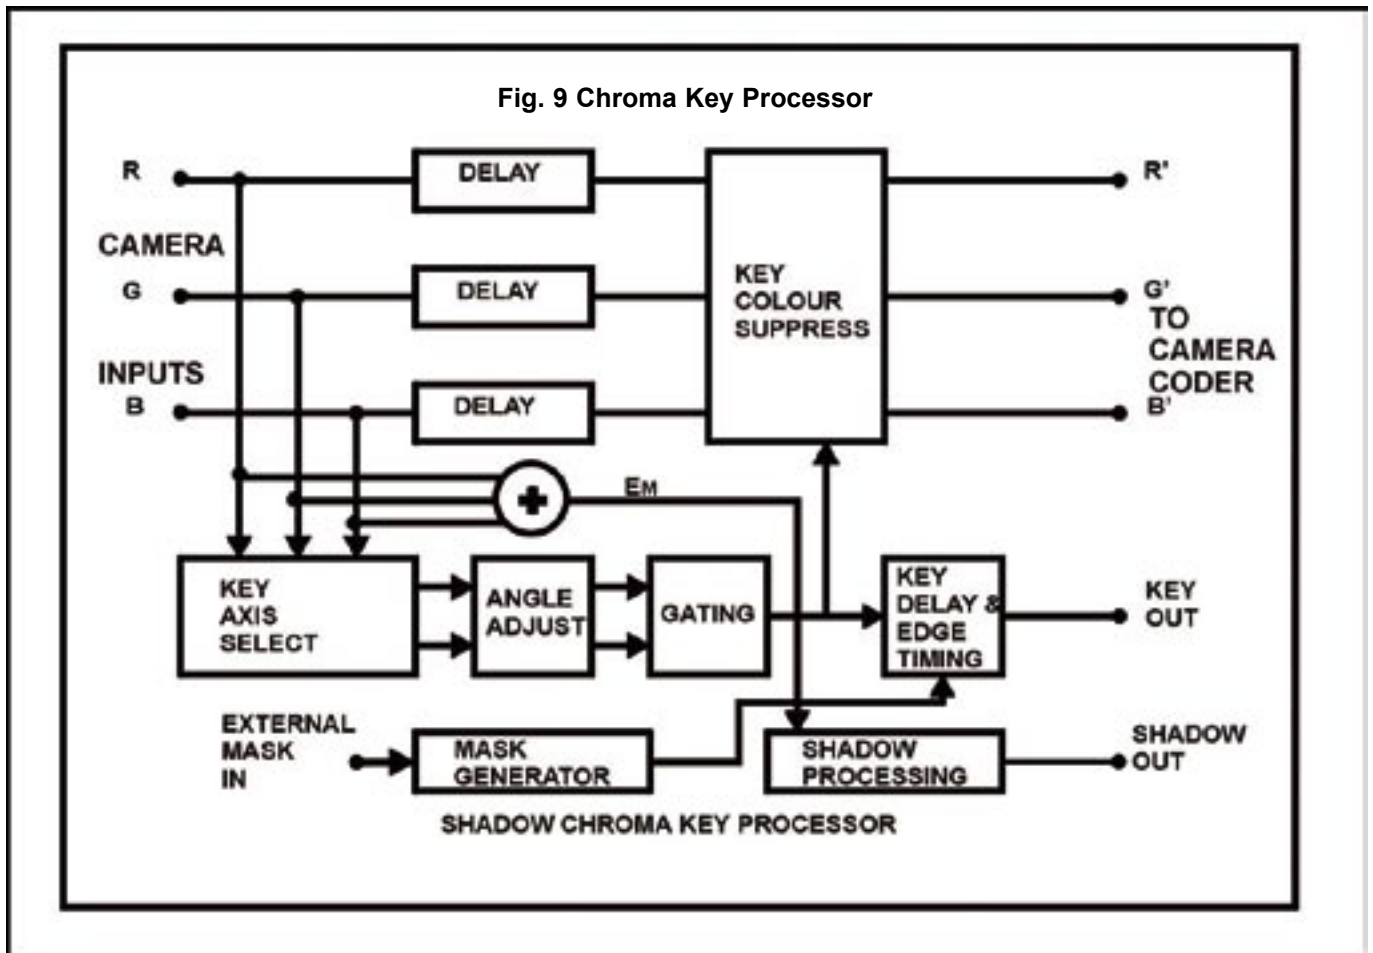 Fig. 9 Chroma Key Processor
R
DELAY
R'
CAMERA
G
DELAY
KEY
COLOUR
SUPPRESS
G'
TO
CAMERA
CODER
INPUTS
B
DELAY
B'
EM
KEY
AXIS
SELECT
ANGLE
ADJUST
GATING
KEY
DELAY &
EDGE
TIMING
KEY
OUT
EXTERNAL
MASK
IN
MASK
GENERATOR
SHADOW
PROCESSING
SHADOW
OUT
SHADOW CHROMA KEY PROCESSOR